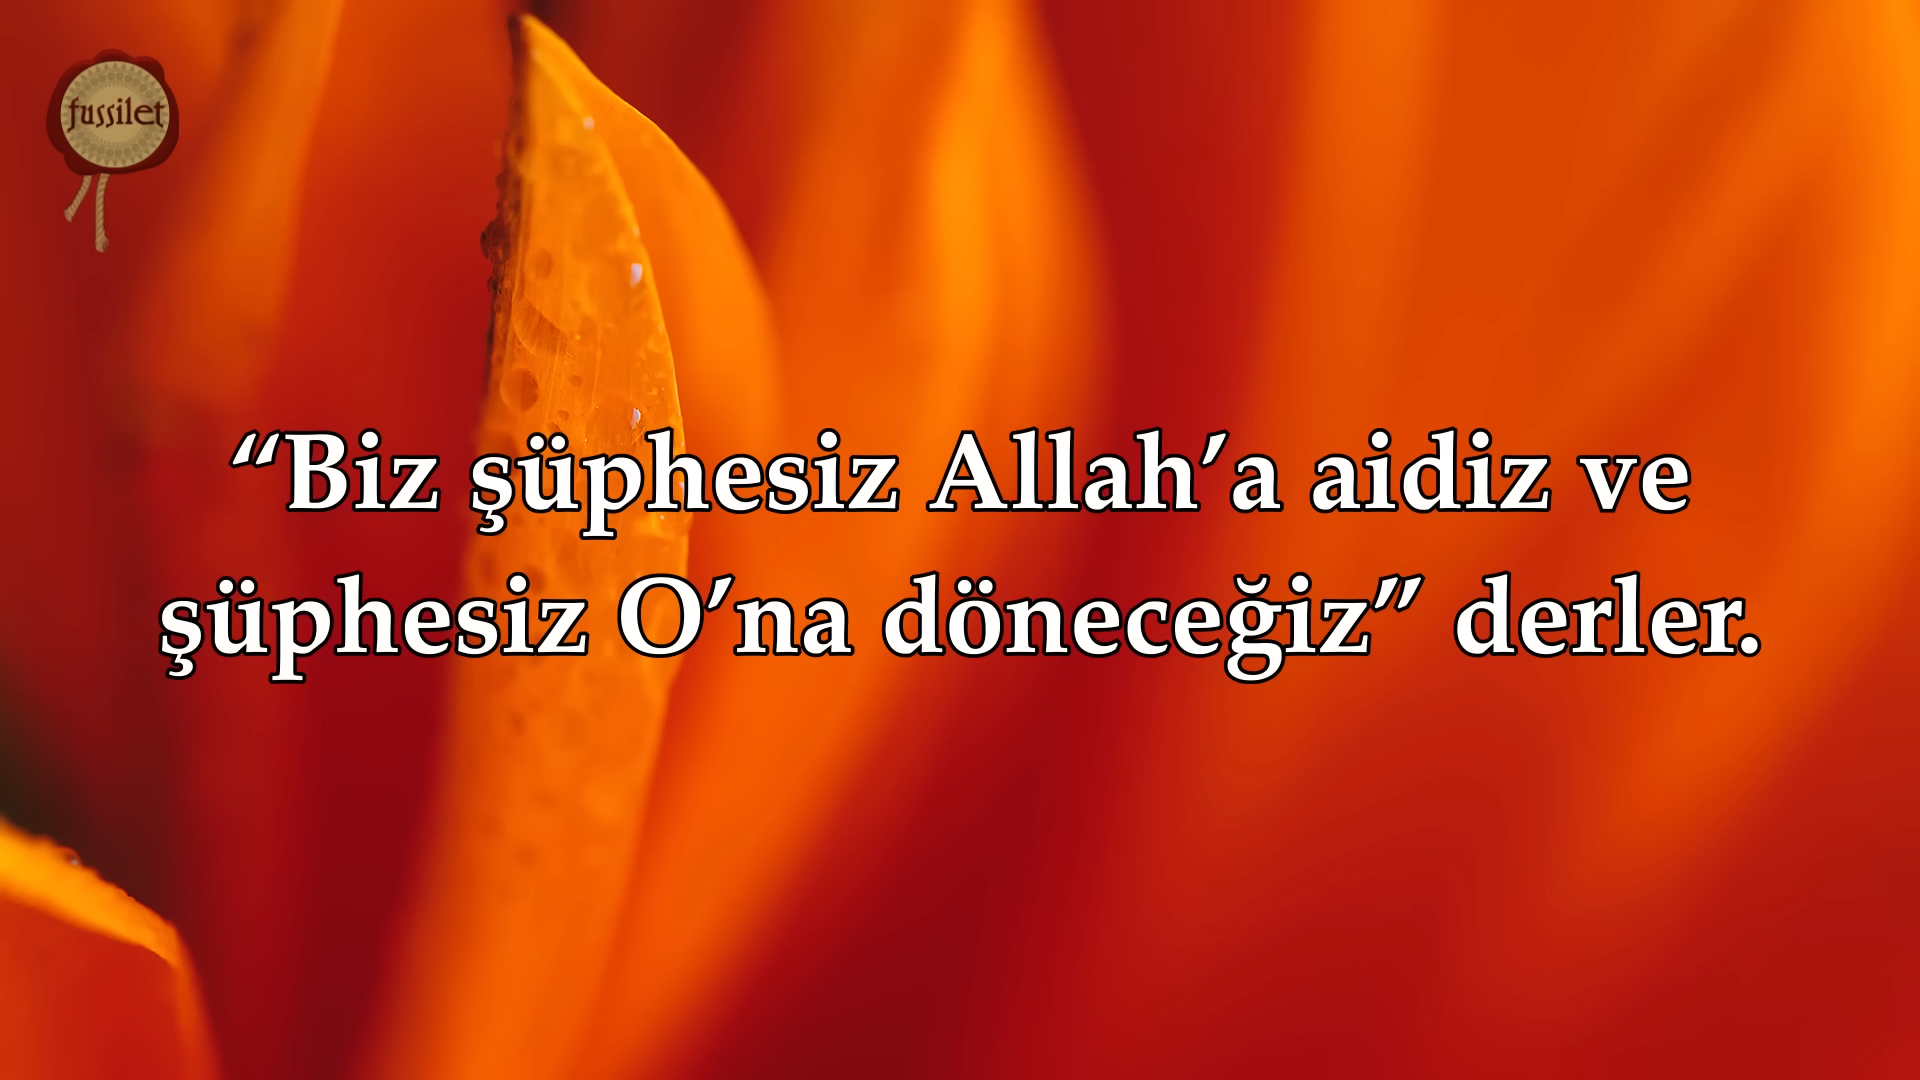 fussilet
“Biz şüphesiz Allah’a aidiz ve
şüphesiz O’na döneceğiz” derler.